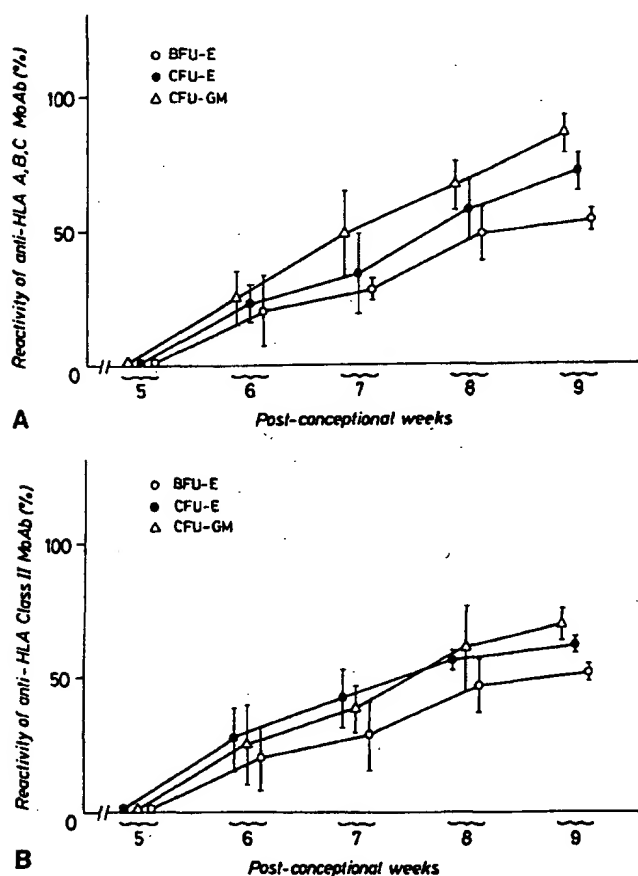 A
Reactivity of anti-HLA A,B,C MoAb (%)
BFU-E
CFU-E
CFU-GM
100
50
0
5 6 7 8 9
Post-conceptional weeks
B
Reactivity of anti-HLA Class II MoAb (%)
BFU-E
CFU-E
CFU-GM
100
50
0
5 6 7 8 9
Post-conceptional weeks